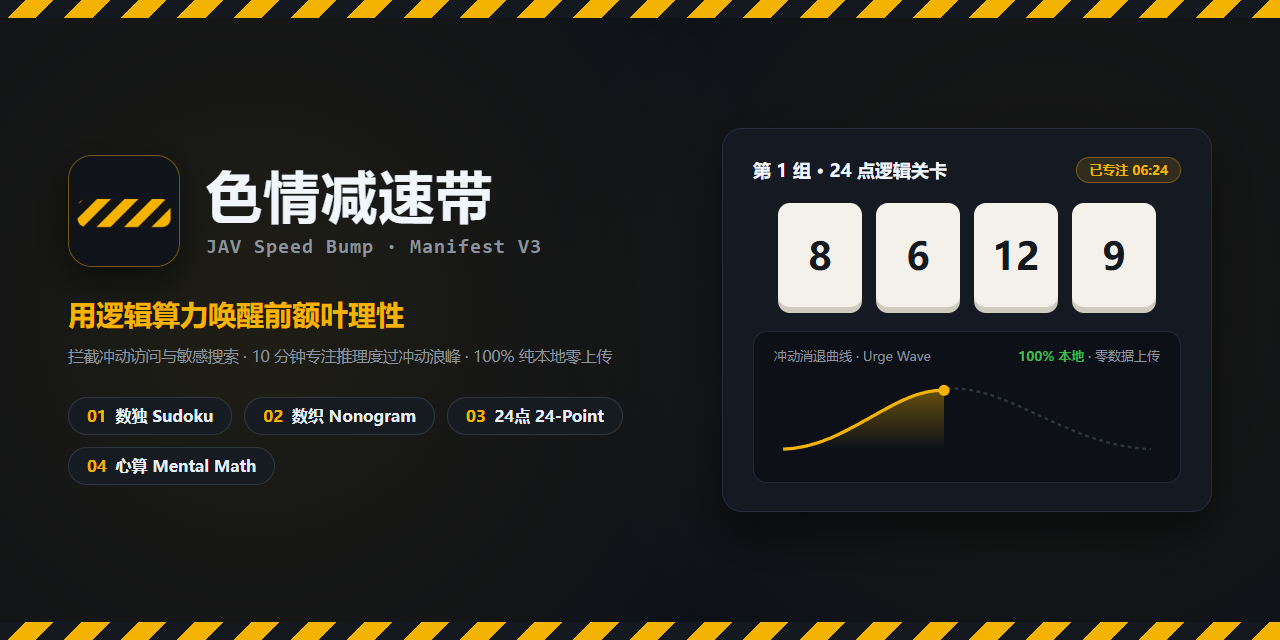 色情减速带
JAV Speed Bump · Manifest V3
用逻辑算力唤醒前额叶理性
拦截冲动访问与敏感搜索 · 10 分钟专注推理度过冲动浪峰 · 100% 纯本地零上传
01 数独 Sudoku
02 数织 Nonogram
03 24点 24-Point
04 心算 Mental Math
第 1 组 · 24 点逻辑关卡
已专注 06:24
8
6
12
9
冲动消退曲线 · Urge Wave
100% 本地 · 零数据上传